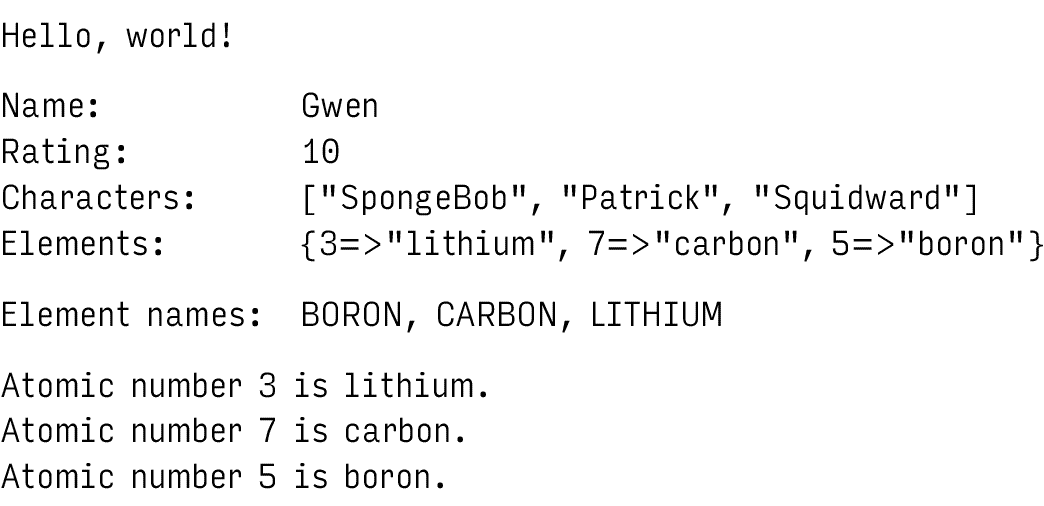 Hello, world!
Name: Gwen
Rating: 10
Characters: ["SpongeBob", "Patrick", "Squidward"]
Elements: {3=>"lithium", 7=>"carbon", 5=>"boron"}
Element names: BORON, CARBON, LITHIUM
Atomic number 3 is lithium.
Atomic number 7 is carbon.
Atomic number 5 is boron.